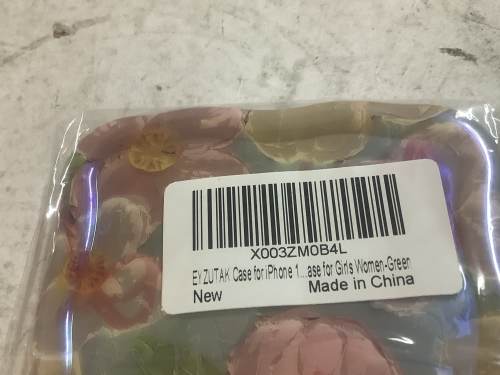 X003ZM0B4L
EYZUTAK Case for iPhone 1...ase for Girls Women-Green
New Made in China